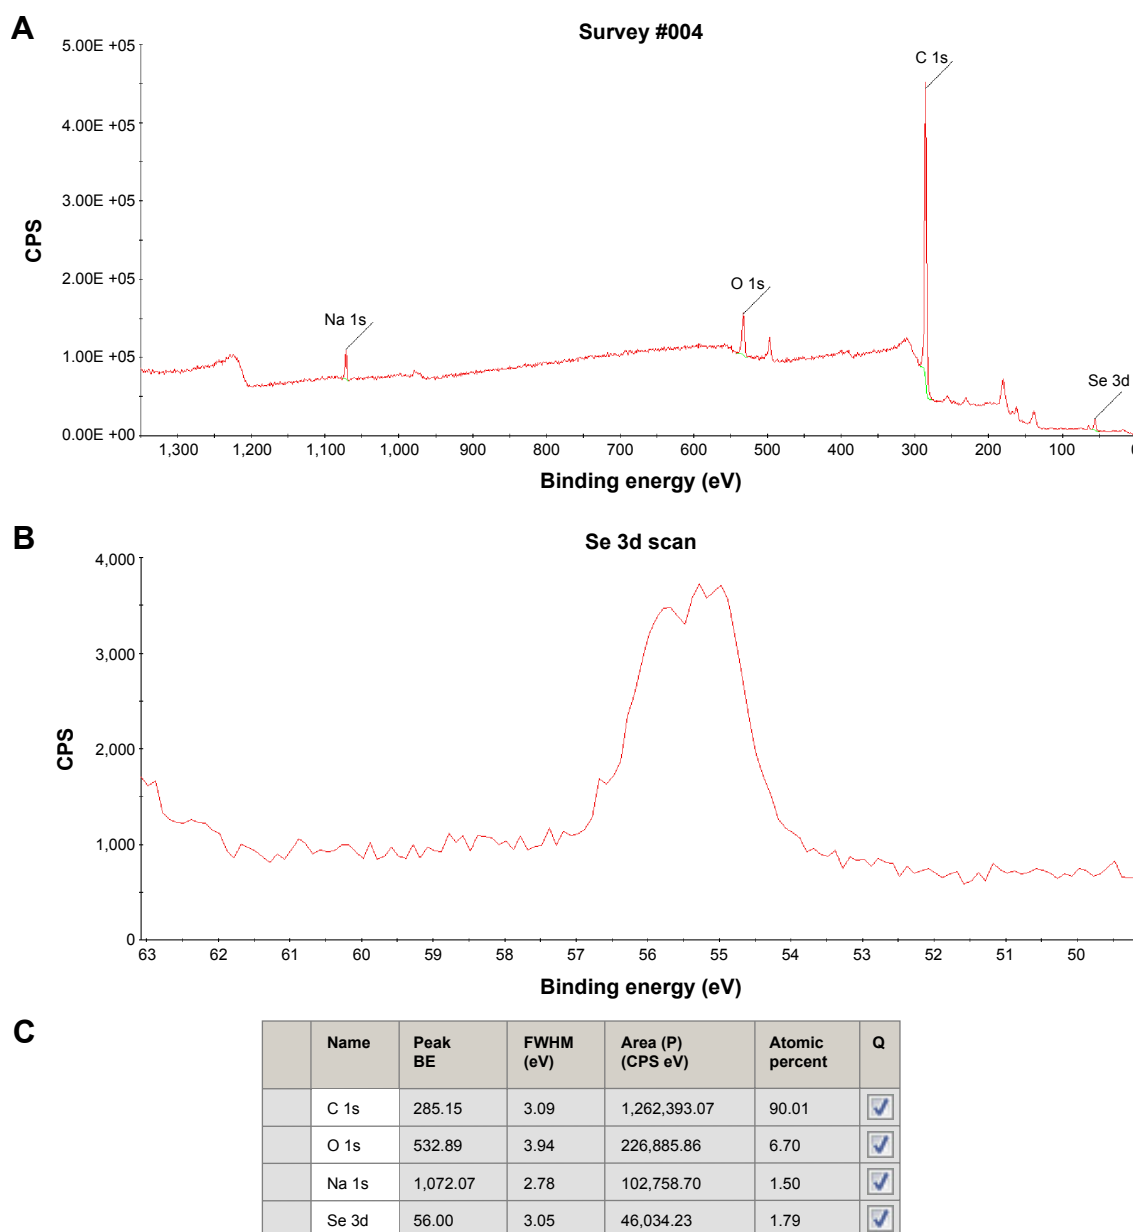 A
Survey #004
5.00E +05
4.00E +05
3.00E +05
2.00E +05
1.00E +05
0.00E +00
CPS
C 1s
O 1s
Na 1s
Se 3d
1,300 1,200 1,100 1,000 900 800 700 600 500 400 300 200 100 0
Binding energy (eV)
B
Se 3d scan
4,000
3,000
2,000
1,000
0
CPS
63 62 61 60 59 58 57 56 55 54 53 52 51 50
Binding energy (eV)
C
Name Peak BE FWHM (eV) Area (P) (CPS eV) Atomic percent Q
C 1s 285.15 3.09 1,262,393.07 90.01
O 1s 532.89 3.94 226,885.86 6.70
Na 1s 1,072.07 2.78 102,758.70 1.50
Se 3d 56.00 3.05 46,034.23 1.79